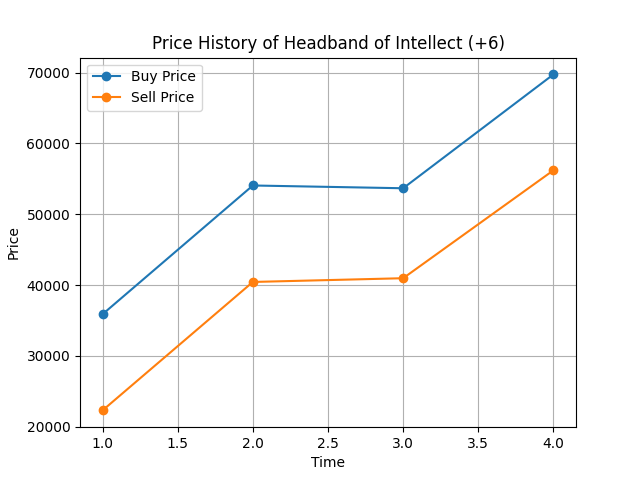 Price History of Headband of Intellect (+6)
Buy Price
Sell Price
70000
60000
50000
40000
30000
20000
Price
1.0 1.5 2.0 2.5 3.0 3.5 4.0
Time